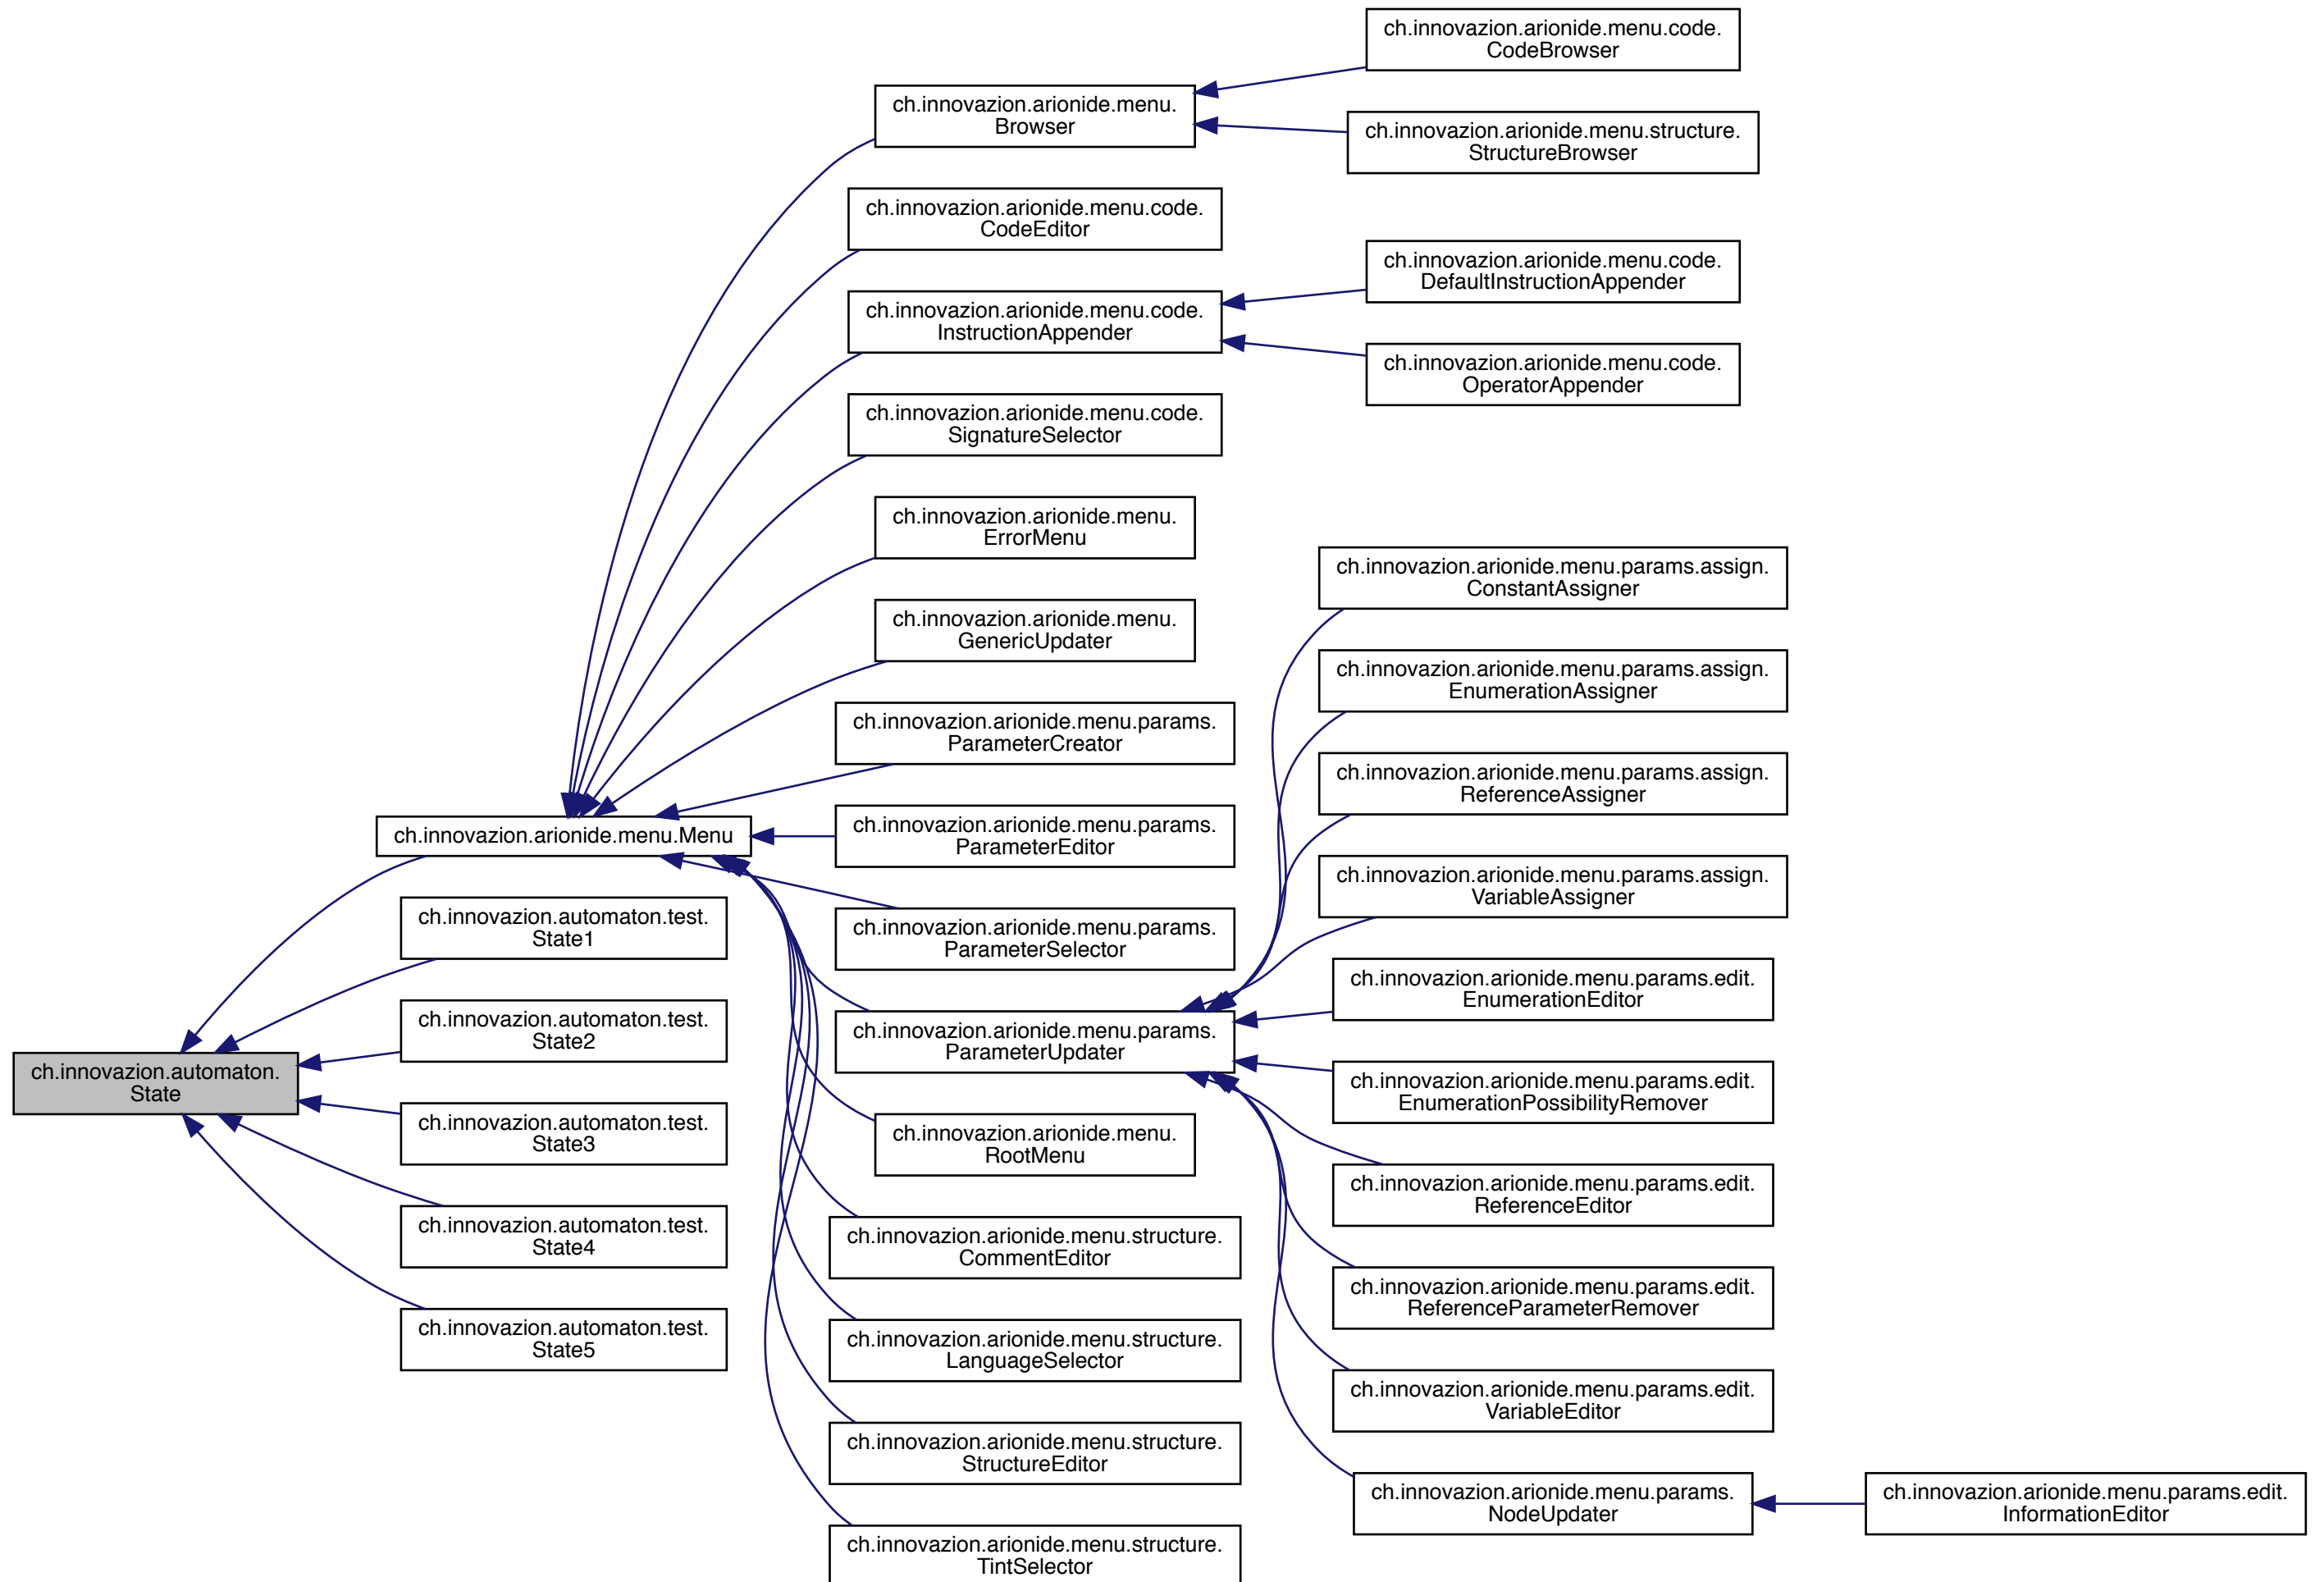 ch.innovazion.automaton.
State
ch.innovazion.arionide.menu.Menu
ch.innovazion.automaton.test.
State1
ch.innovazion.automaton.test.
State2
ch.innovazion.automaton.test.
State3
ch.innovazion.automaton.test.
State4
ch.innovazion.automaton.test.
State5
ch.innovazion.arionide.menu.
Browser
ch.innovazion.arionide.menu.code.
CodeEditor
ch.innovazion.arionide.menu.code.
InstructionAppender
ch.innovazion.arionide.menu.code.
SignatureSelector
ch.innovazion.arionide.menu.
ErrorMenu
ch.innovazion.arionide.menu.
GenericUpdater
ch.innovazion.arionide.menu.params.
ParameterCreator
ch.innovazion.arionide.menu.params.
ParameterEditor
ch.innovazion.arionide.menu.params.
ParameterSelector
ch.innovazion.arionide.menu.params.
ParameterUpdater
ch.innovazion.arionide.menu.
RootMenu
ch.innovazion.arionide.menu.structure.
CommentEditor
ch.innovazion.arionide.menu.structure.
LanguageSelector
ch.innovazion.arionide.menu.structure.
StructureEditor
ch.innovazion.arionide.menu.structure.
TintSelector
ch.innovazion.arionide.menu.code.
CodeBrowser
ch.innovazion.arionide.menu.structure.
StructureBrowser
ch.innovazion.arionide.menu.code.
DefaultInstructionAppender
ch.innovazion.arionide.menu.code.
OperatorAppender
ch.innovazion.arionide.menu.params.assign.
ConstantAssigner
ch.innovazion.arionide.menu.params.assign.
EnumerationAssigner
ch.innovazion.arionide.menu.params.assign.
ReferenceAssigner
ch.innovazion.arionide.menu.params.assign.
VariableAssigner
ch.innovazion.arionide.menu.params.edit.
EnumerationEditor
ch.innovazion.arionide.menu.params.edit.
EnumerationPossibilityRemover
ch.innovazion.arionide.menu.params.edit.
ReferenceEditor
ch.innovazion.arionide.menu.params.edit.
ReferenceParameterRemover
ch.innovazion.arionide.menu.params.edit.
VariableEditor
ch.innovazion.arionide.menu.params.
NodeUpdater
ch.innovazion.arionide.menu.params.edit.
InformationEditor